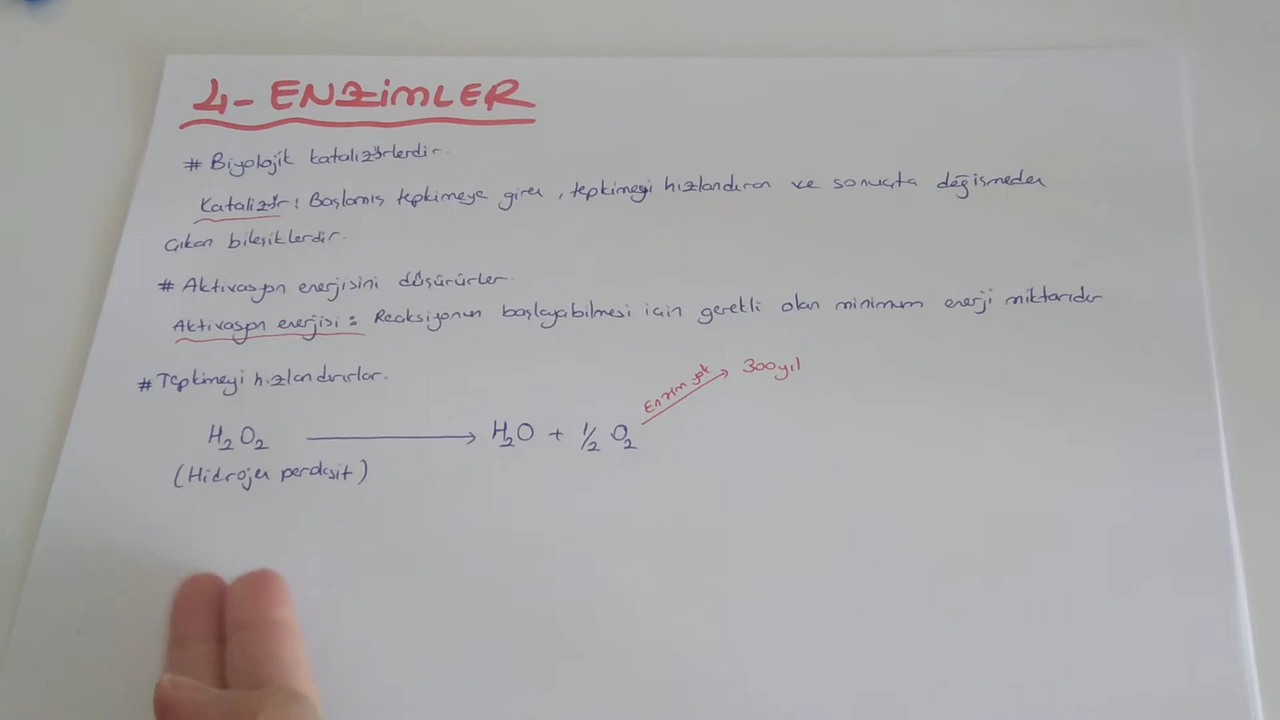 4- ENZİMLER
# Biyolojik katalizörlerdir.
Katalizör : Başlamış tepkimeye giren , tepkimeyi hızlandıran ve sonuçta değişmeden
çıkan bileşiklerdir.
# Aktivasyon enerjisini düşürürler.
Aktivasyon enerjisi : Reaksiyonun başlayabilmesi için gerekli olan minimum enerji miktarıdır
# Tepkimeyi hızlandırırlar.
Enzim yok → 300 yıl
H₂O₂ → H₂O + 1/2 O₂
(Hidrojen peroksit)